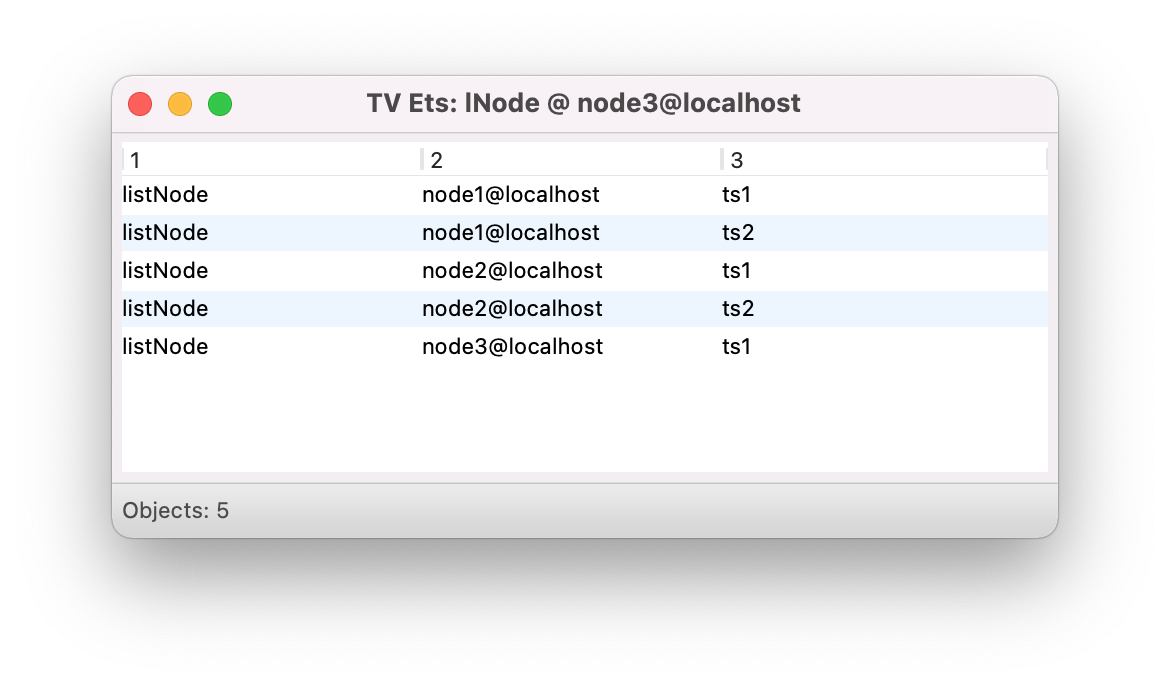 TV Ets: lNode @ node3@localhost
1 2 3
listNode node1@localhost ts1
listNode node1@localhost ts2
listNode node2@localhost ts1
listNode node2@localhost ts2
listNode node3@localhost ts1
Objects: 5